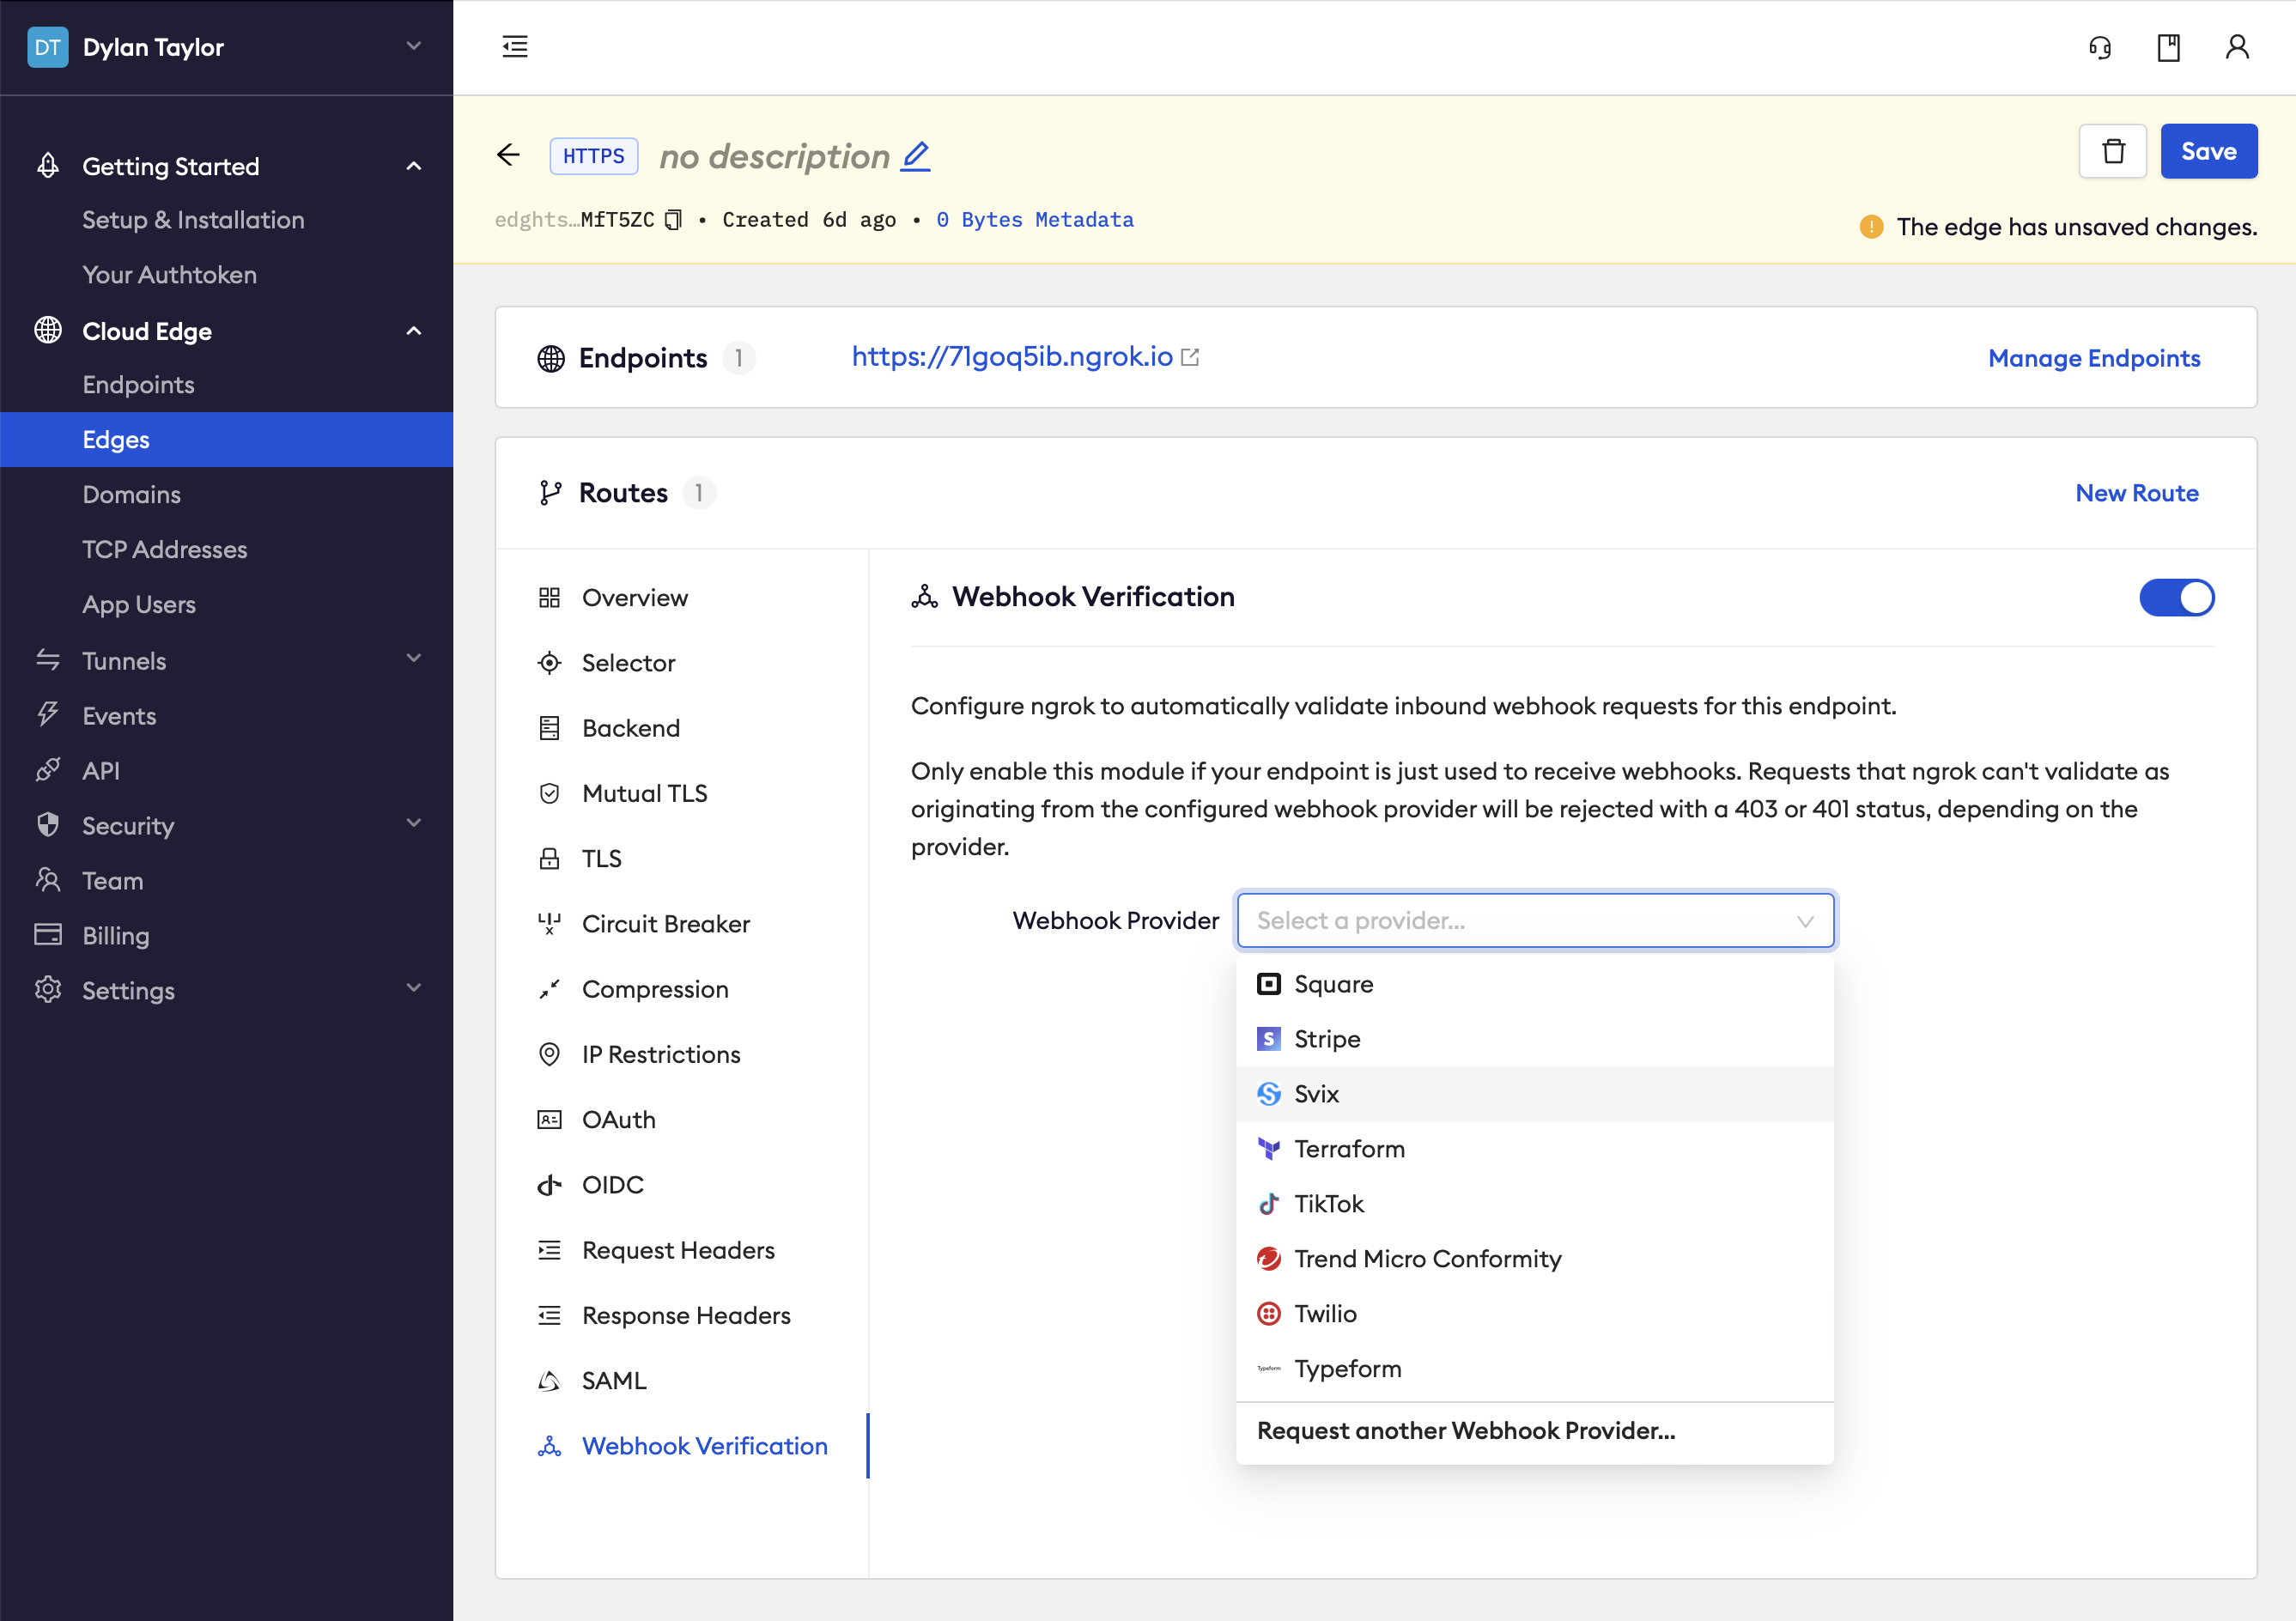 DT Dylan Taylor
Getting Started
Setup & Installation
Your Authtoken
Cloud Edge
Endpoints
Edges
Domains
TCP Addresses
App Users
Tunnels
Events
API
Security
Team
Billing
Settings
HTTPS no description
Save
edghts…MfT5ZC • Created 6d ago • 0 Bytes Metadata
The edge has unsaved changes.
Endpoints 1 https://71goq5ib.ngrok.io Manage Endpoints
Routes 1 New Route
Overview
Selector
Backend
Mutual TLS
TLS
Circuit Breaker
Compression
IP Restrictions
OAuth
OIDC
Request Headers
Response Headers
SAML
Webhook Verification
Webhook Verification
Configure ngrok to automatically validate inbound webhook requests for this endpoint.
Only enable this module if your endpoint is just used to receive webhooks. Requests that ngrok can't validate as
originating from the configured webhook provider will be rejected with a 403 or 401 status, depending on the
provider.
Webhook Provider Select a provider...
Square
S Stripe
Svix
Terraform
TikTok
Trend Micro Conformity
Twilio
Typeform Typeform
Request another Webhook Provider...